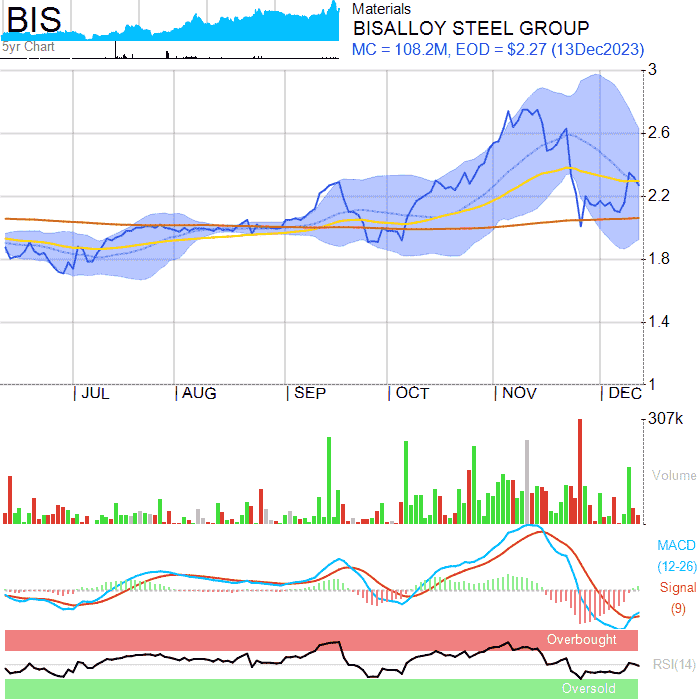 BIS
5yr Chart
Materials
BISALLOY STEEL GROUP
MC = 108.2M, EOD = $2.27 (13Dec2023)
3
2.6
2.2
1.8
1.4
1
JUL
AUG
SEP
OCT
NOV
DEC
307k
Volume
MACD
(12-26)
Signal
(9)
Overbought
RSI(14)
Oversold